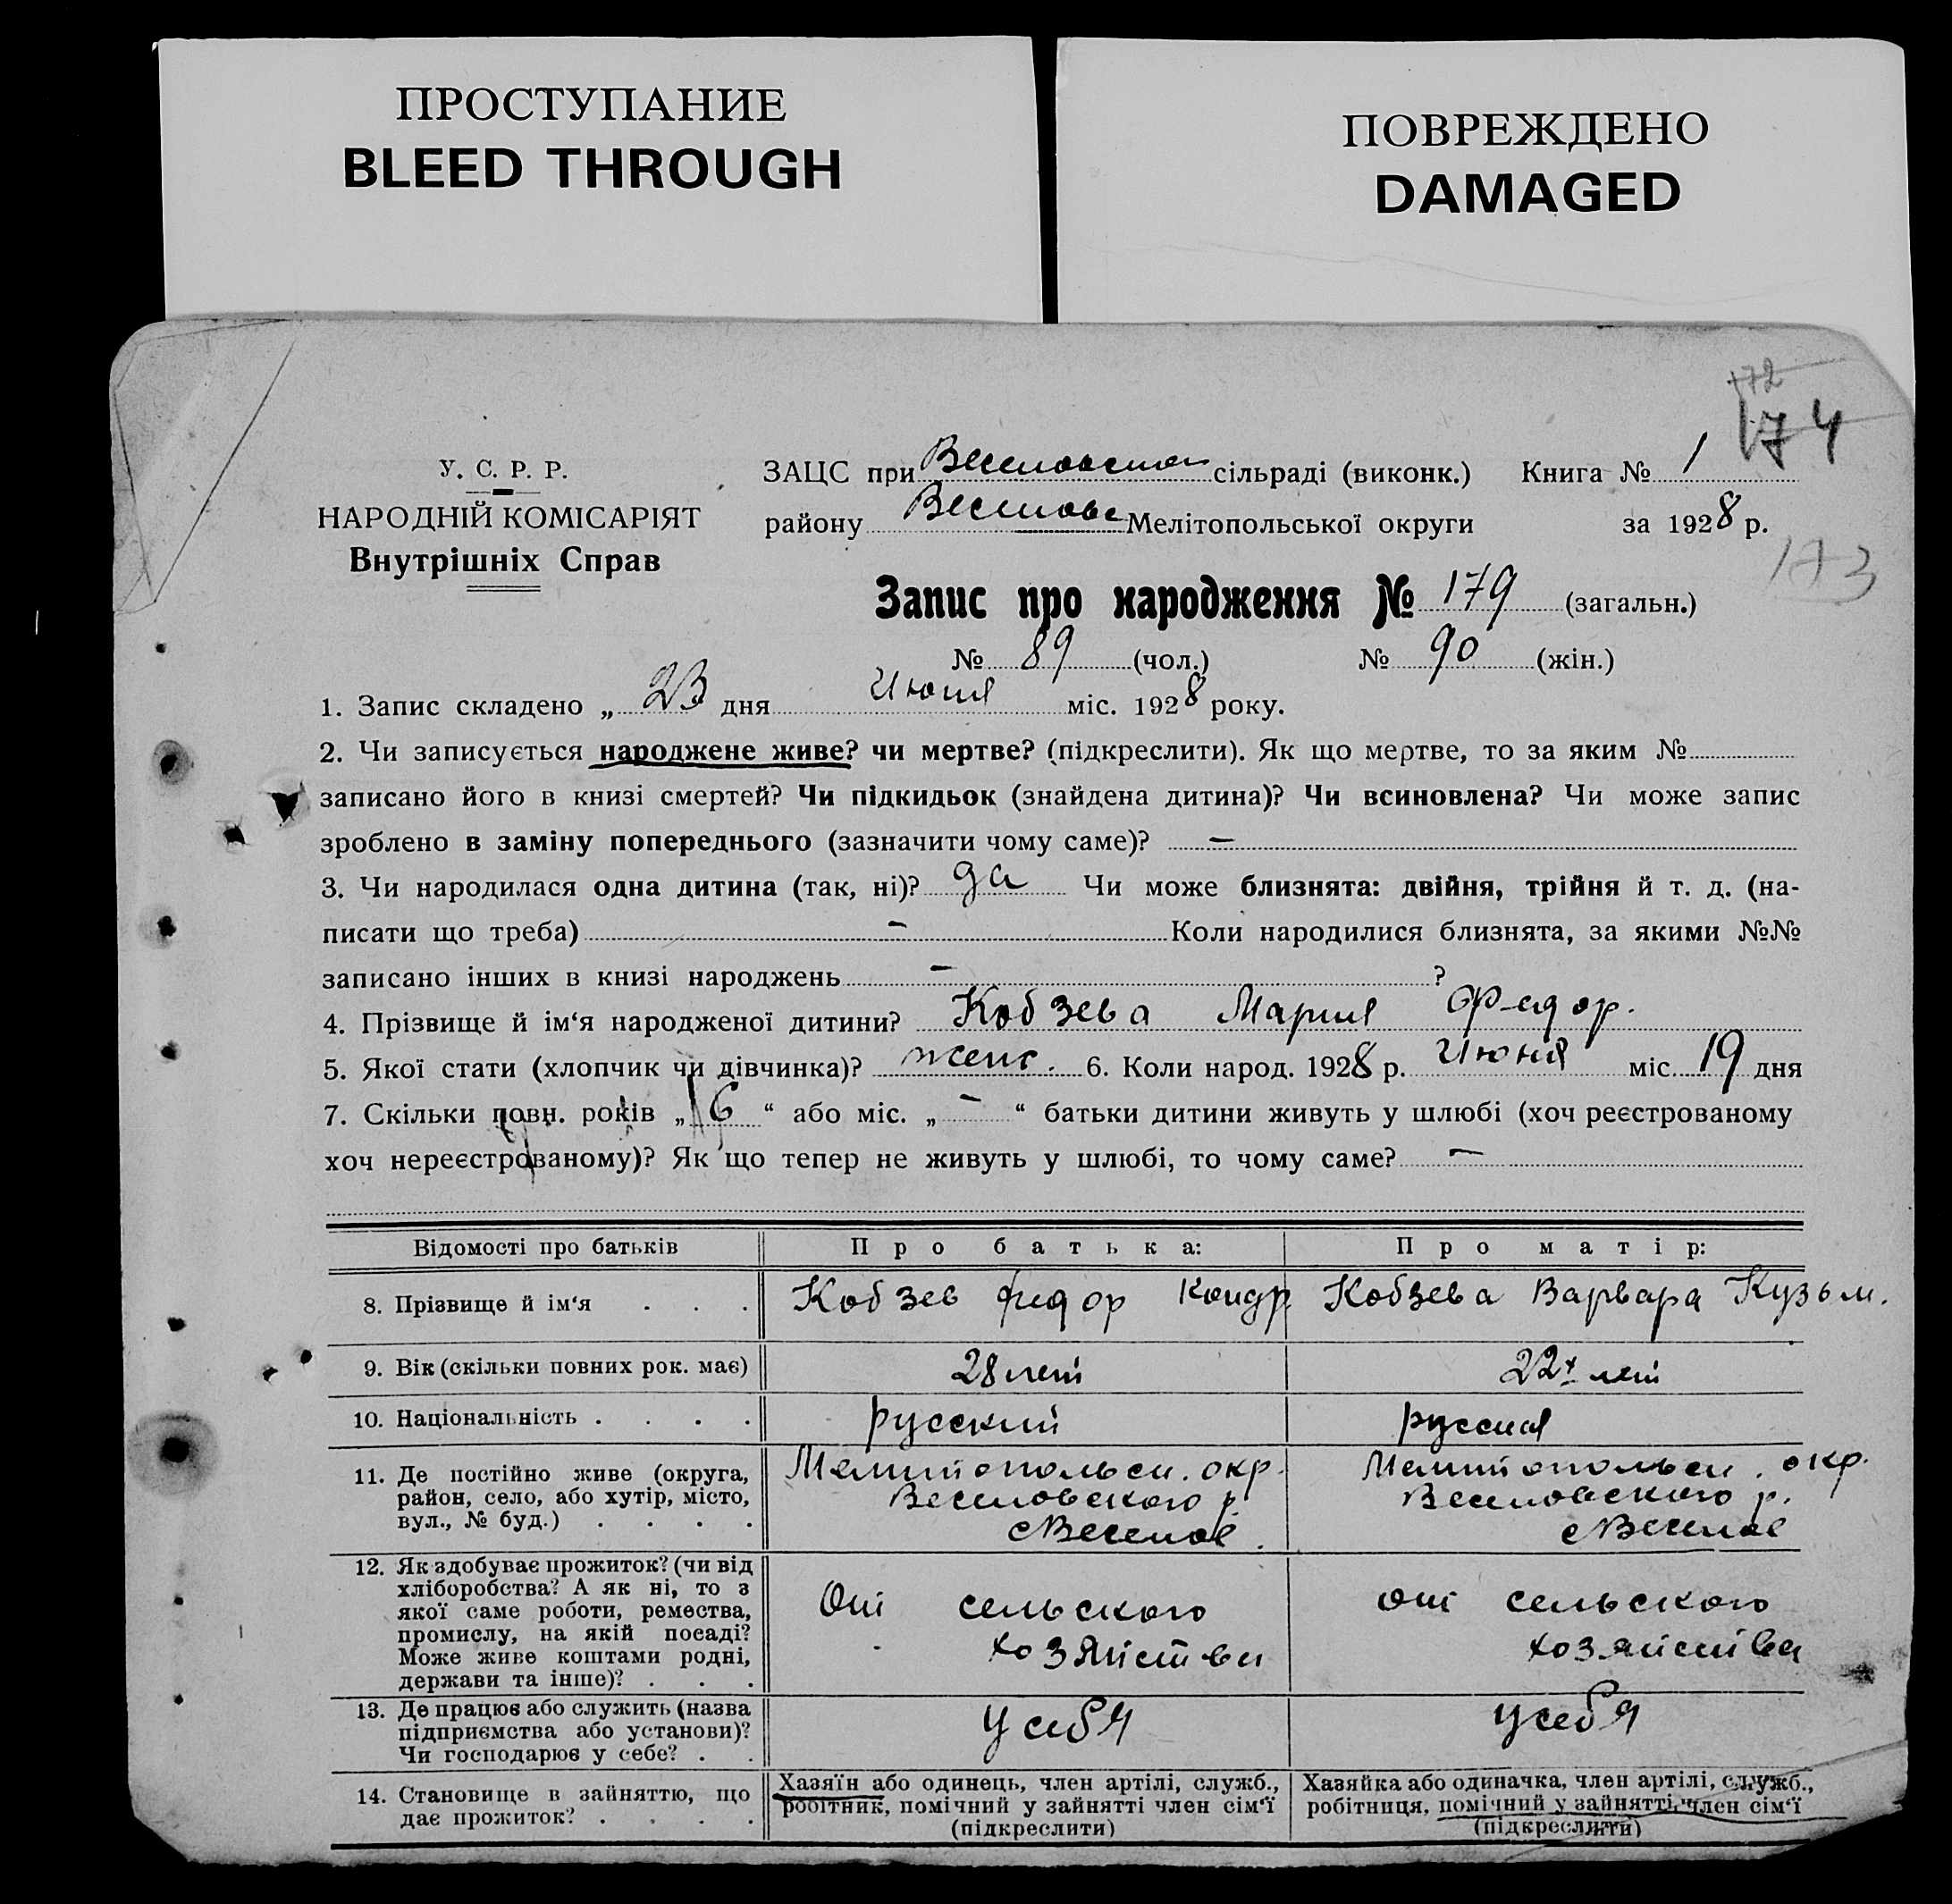 ПРОСТУПАНИЕ
BLEED THROUGH
ПОВРЕЖДЕНО
DAMAGED
172
174
У. С. Р. Р.
НАРОДНІЙ КОМІСАРІЯТ
Внутрішніх Справ
ЗАЦС при Веселовском сільраді (виконк.) Книга № 1
району Веселовс Мелітопольської округи за 1928 р.
173
Запис про народження № 179 (загальн.)
№ 89 (чол.) № 90 (жін.)
1. Запис складено „ 23 дня Июня міс. 1928 року.
2. Чи записується народжене живе? чи мертве? (підкреслити). Як що мертве, то за яким №
записано його в книзі смертей? Чи підкидьок (знайдена дитина)? Чи всиновлена? Чи може запис
зроблено в заміну попереднього (зазначити чому саме)? —
3. Чи народилася одна дитина (так, ні)? да Чи може близнята: двійня, трійня й т. д. (на-
писати що треба) — Коли народилися близнята, за якими №№
записано інших в книзі народжень — ?
4. Прізвище й ім‘я народженої дитини? Кобзева Мария Федор.
5. Якої стати (хлопчик чи дівчинка)? женс. 6. Коли народ. 1928 р. Июня міс. 19 дня
7. Скільки повн. років „ 6 “ або міс. „ — “ батьки дитини живуть у шлюбі (хоч реєстрованому
хоч нереєстрованому)? Як що тепер не живуть у шлюбі, то чому саме? —
Відомості про батьків Про батька: Про матір:
8. Прізвище й ім‘я . . . Кобзев Федор Кондр. Кобзева Варвара Кузьм.
9. Вік (скільки повних рок. має) 28 лет 22 лет
10. Національність . . . . русский русская
11. Де постійно живе (округа,
район, село, або хутір, місто,
вул., № буд.) . . . .
Мелитопольск. окр.
Веселовского р.
с Веселое.
Мелитопольск. окр.
Веселовского р.
с Веселое
12. Як здобуває прожиток? (чи від
хліборобства? А як ні, то з
якої саме роботи, ремества,
промислу, на якій посаді?
Може живе коштами родні,
держави та інше)? . . .
От сельского
хозяйства
от сельского
хозяйства
13. Де працює або служить (назва
підприємства або установи)?
Чи господарює у себе? . .
у себя
у себя
14. Становище в зайняттю, що
дає прожиток? . . . .
Хазяїн або одинець, член артілі, служб.,
робітник, помічний у зайнятті член сім‘ї
(підкреслити)
Хазяйка або одиначка, член артілі, служб.,
робітниця, помічний у зайнятті член сім‘ї
(підкреслити)